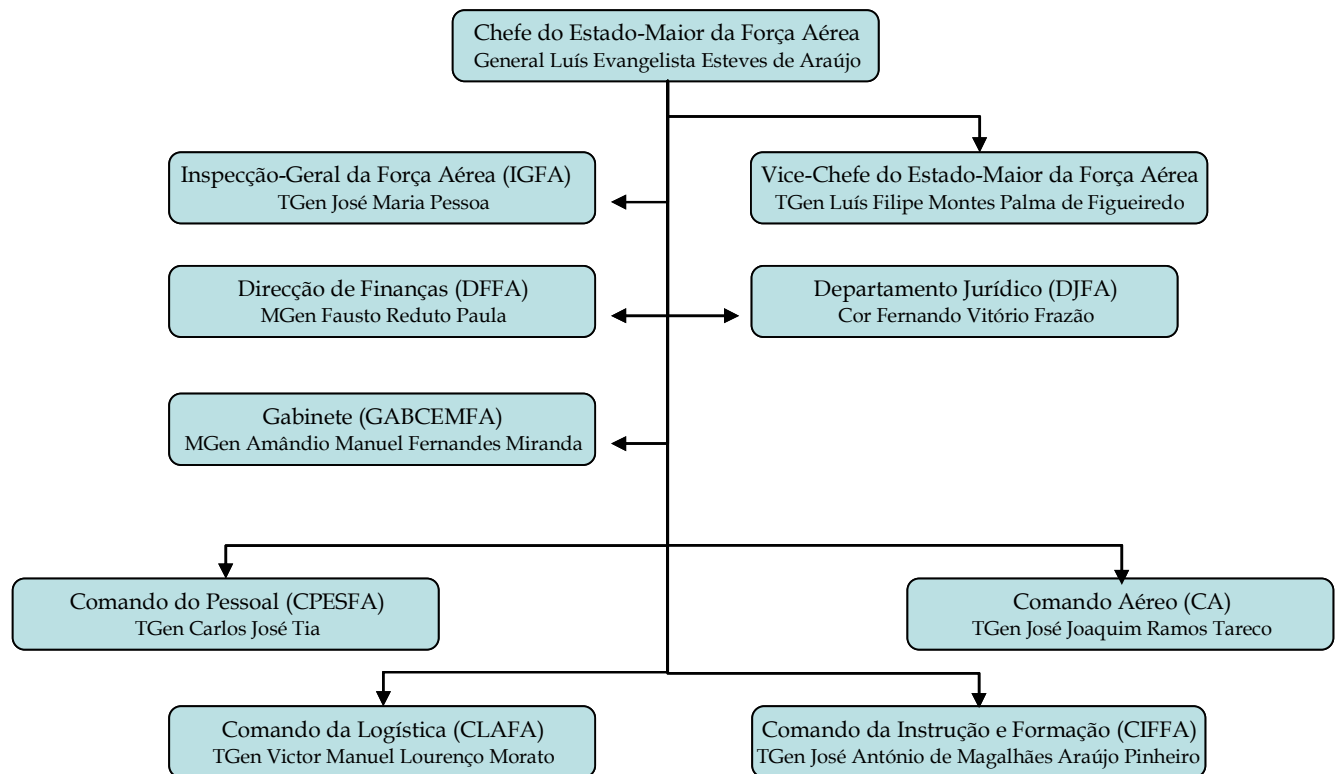 Chefe do Estado-Maior da Força Aérea
General Luís Evangelista Esteves de Araújo
Inspecção-Geral da Força Aérea (IGFA)
TGen José Maria Pessoa
Vice-Chefe do Estado-Maior da Força Aérea
TGen Luís Filipe Montes Palma de Figueiredo
Direcção de Finanças (DFFA)
MGen Fausto Reduto Paula
Departamento Jurídico (DJFA)
Cor Fernando Vitório Frazão
Gabinete (GABCEMFA)
MGen Amândio Manuel Fernandes Miranda
Comando do Pessoal (CPESFA)
TGen Carlos José Tia
Comando Aéreo (CA)
TGen José Joaquim Ramos Tareco
Comando da Logística (CLAFA)
TGen Victor Manuel Lourenço Morato
Comando da Instrução e Formação (CIFFA)
TGen José António de Magalhães Araújo Pinheiro